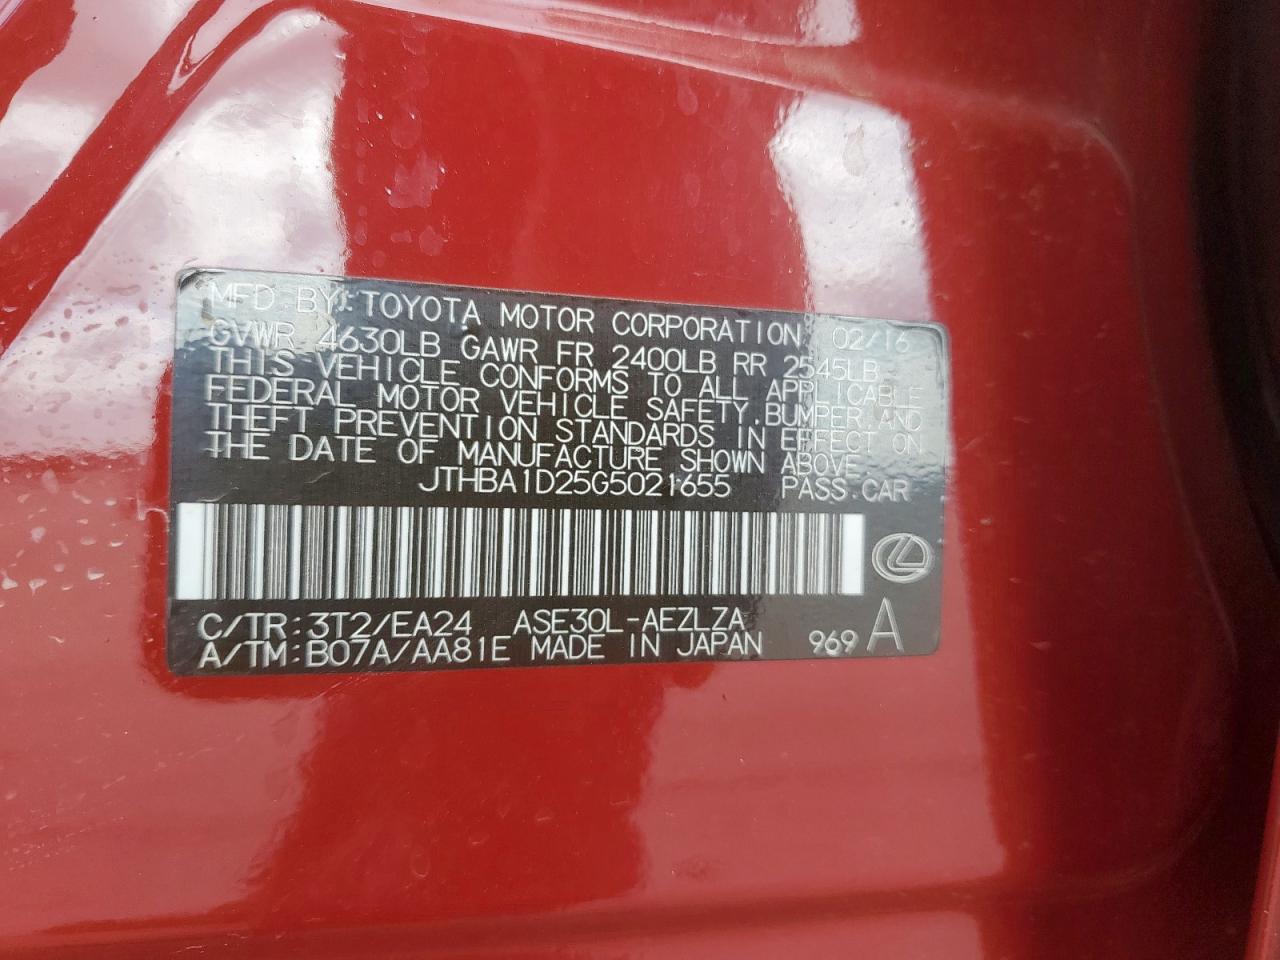 MFD BY: TOYOTA MOTOR CORPORATION 02/16
GVWR 4630LB GAWR FR 2400LB RR 2545LB
THIS VEHICLE CONFORMS TO ALL APPLICABLE
FEDERAL MOTOR VEHICLE SAFETY, BUMPER, AND
THEFT PREVENTION STANDARDS IN EFFECT ON
THE DATE OF MANUFACTURE SHOWN ABOVE.
JTHBA1D25G5021655 PASS.CAR
C/TR: 3T2/EA24 ASE30L-AEZLZA
A/TM: B07A/AA81E MADE IN JAPAN 969 A